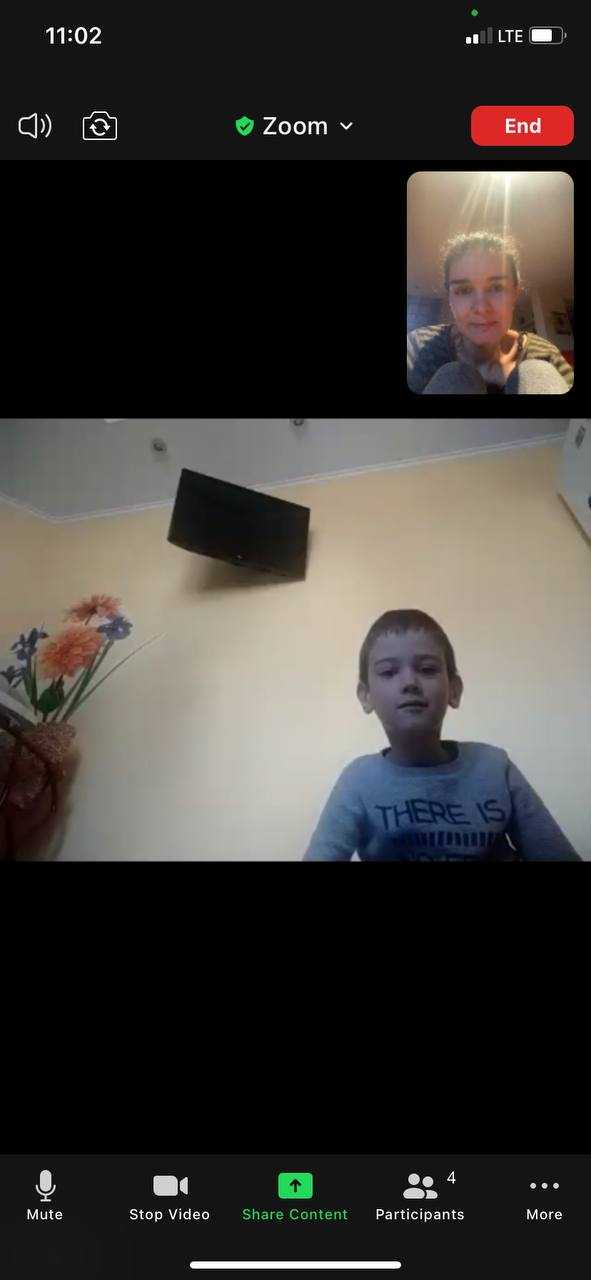 11:02
LTE
Zoom
End
THERE IS
Mute
Stop Video
Share Content
Participants
4
More